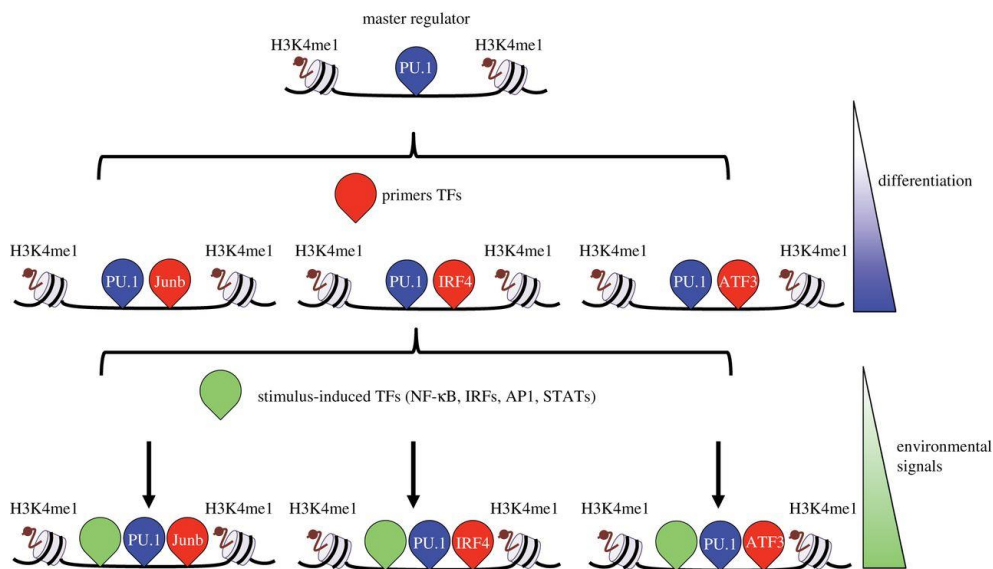 master regulator
H3K4me1 H3K4me1
PU.1
differentiation
primers TFs
H3K4me1 H3K4me1 H3K4me1 H3K4me1 H3K4me1 H3K4me1
PU.1 Junb PU.1 IRF4 PU.1 ATF3
stimulus-induced TFs (NF-κB, IRFs, AP1, STATs)
environmental
signals
H3K4me1 H3K4me1 H3K4me1 H3K4me1 H3K4me1 H3K4me1
PU.1 Junb PU.1 IRF4 PU.1 ATF3